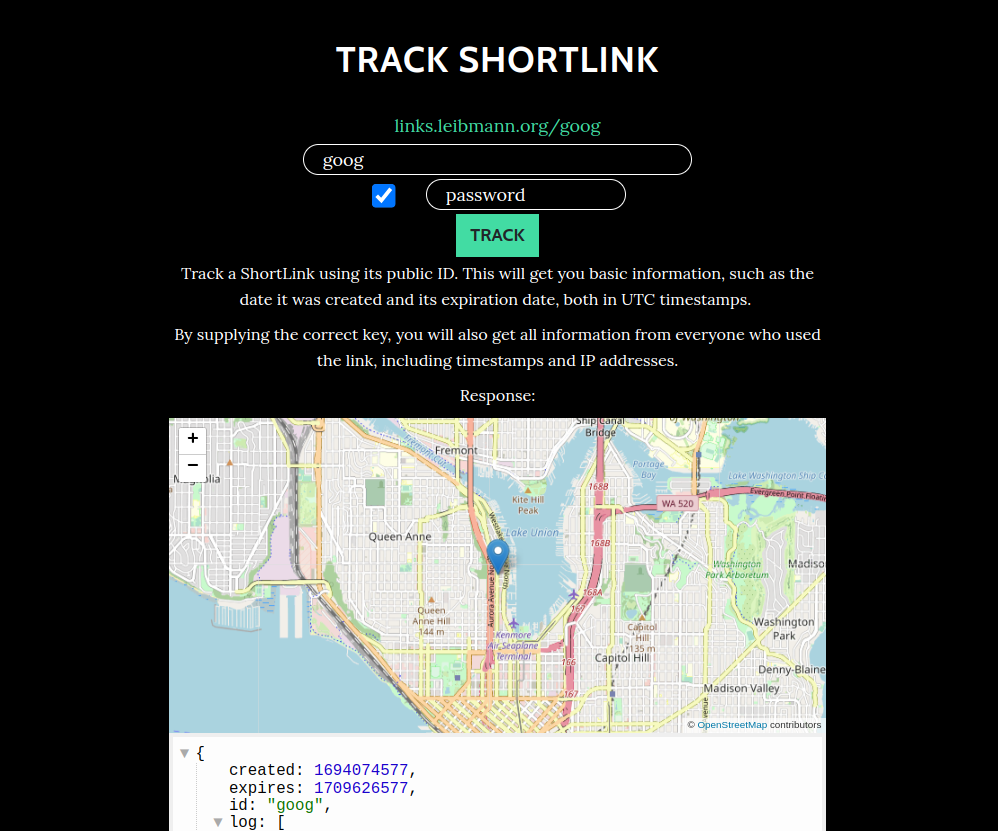 TRACK SHORTLINK
links.leibmann.org/goog
goog
password
TRACK
Track a ShortLink using its public ID. This will get you basic information, such as the
date it was created and its expiration date, both in UTC timestamps.
By supplying the correct key, you will also get all information from everyone who used
the link, including timestamps and IP addresses.
Response:
+
−
Ship Canal
Bridge
Fremont
Portage
Bay
Lake Washington Ship
168B
Kite Hill
Peak
WA 520
Evergreen Point
Queen Anne
Lake Union
168B
Washington
Park Arboretum
Aurora Avenue
168A
Queen
Anne Hill
144 m
Kenmore
Air Seaplane
Terminal
Capitol
Hill
135 m
Washington
Park
166
Capitol Hill
Denny-Blaine
167
Madison Valley
© OpenStreetMap contributors
{
created: 1694074577,
expires: 1709626577,
id: "goog",
log: [